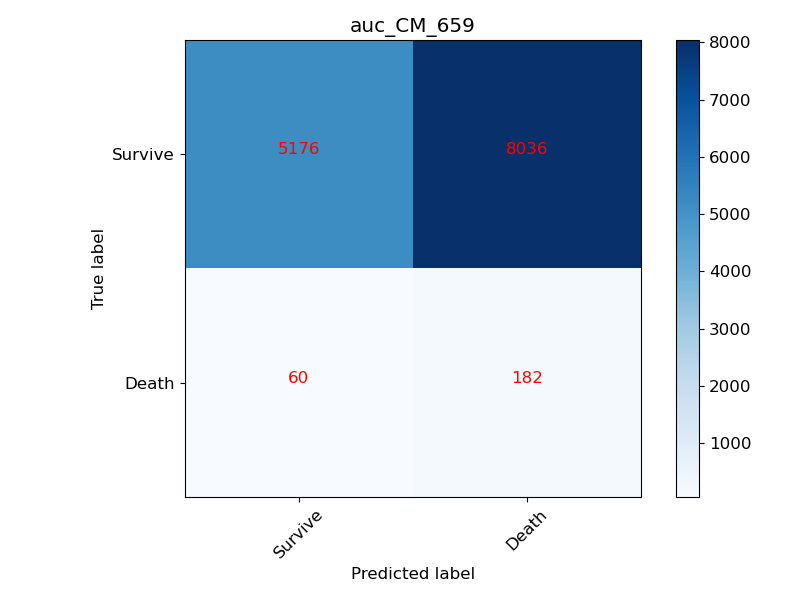 auc_CM_659
8000
Survive
5176
8036
7000
6000
5000
True label
4000
3000
Death
60
182
2000
1000
Survive
Death
Predicted label